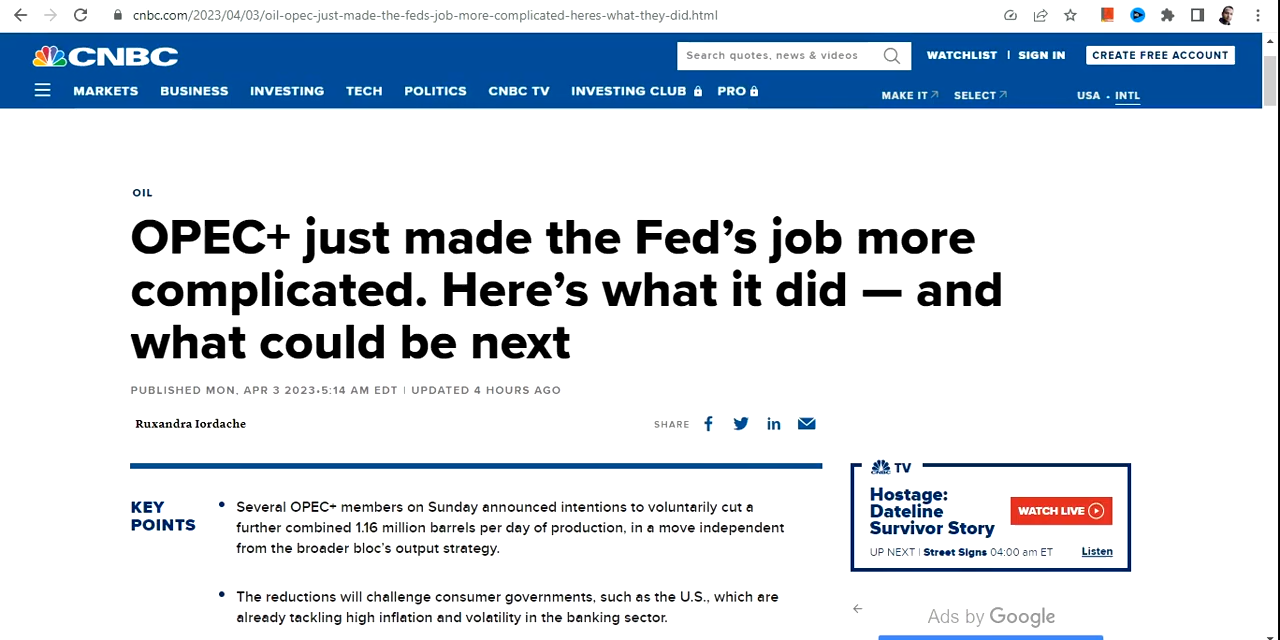 cnbc.com/2023/04/03/oil-opec-just-made-the-feds-job-more-complicated-heres-what-they-did.html
CNBC
Search quotes, news & videos
WATCHLIST | SIGN IN
CREATE FREE ACCOUNT
MARKETS BUSINESS INVESTING TECH POLITICS CNBC TV INVESTING CLUB PRO
MAKE IT SELECT
USA · INTL
OIL
OPEC+ just made the Fed’s job more
complicated. Here’s what it did — and
what could be next
PUBLISHED MON, APR 3 2023•5:14 AM EDT | UPDATED 4 HOURS AGO
Ruxandra Iordache
SHARE
KEY
POINTS
• Several OPEC+ members on Sunday announced intentions to voluntarily cut a
further combined 1.16 million barrels per day of production, in a move independent
from the broader bloc’s output strategy.
• The reductions will challenge consumer governments, such as the U.S., which are
already tackling high inflation and volatility in the banking sector.
CNBC TV
Hostage:
Dateline
Survivor Story
WATCH LIVE
UP NEXT | Street Signs 04:00 am ET
Listen
Ads by Google